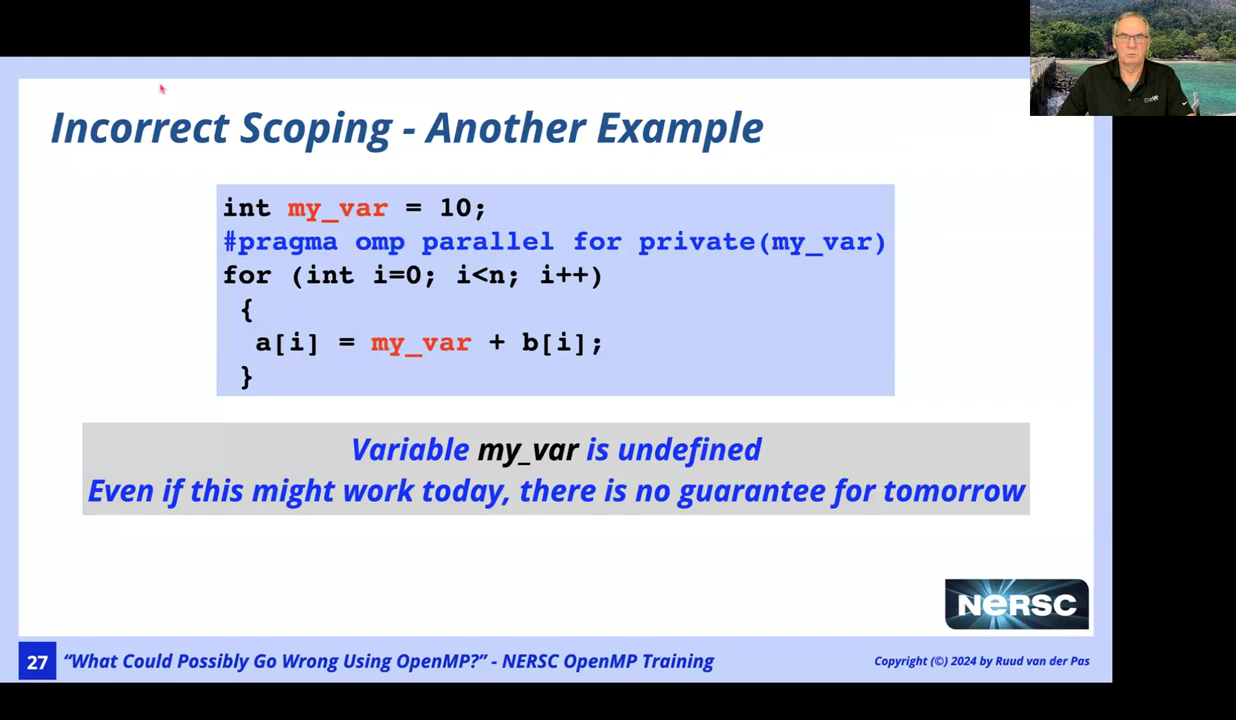 Incorrect Scoping - Another Example
int my_var = 10;
#pragma omp parallel for private(my_var)
for (int i=0; i<n; i++)
{
a[i] = my_var + b[i];
}
Variable my_var is undefined
Even if this might work today, there is no guarantee for tomorrow
NERSC
27 “What Could Possibly Go Wrong Using OpenMP?” - NERSC OpenMP Training
Copyright (©) 2024 by Ruud van der Pas